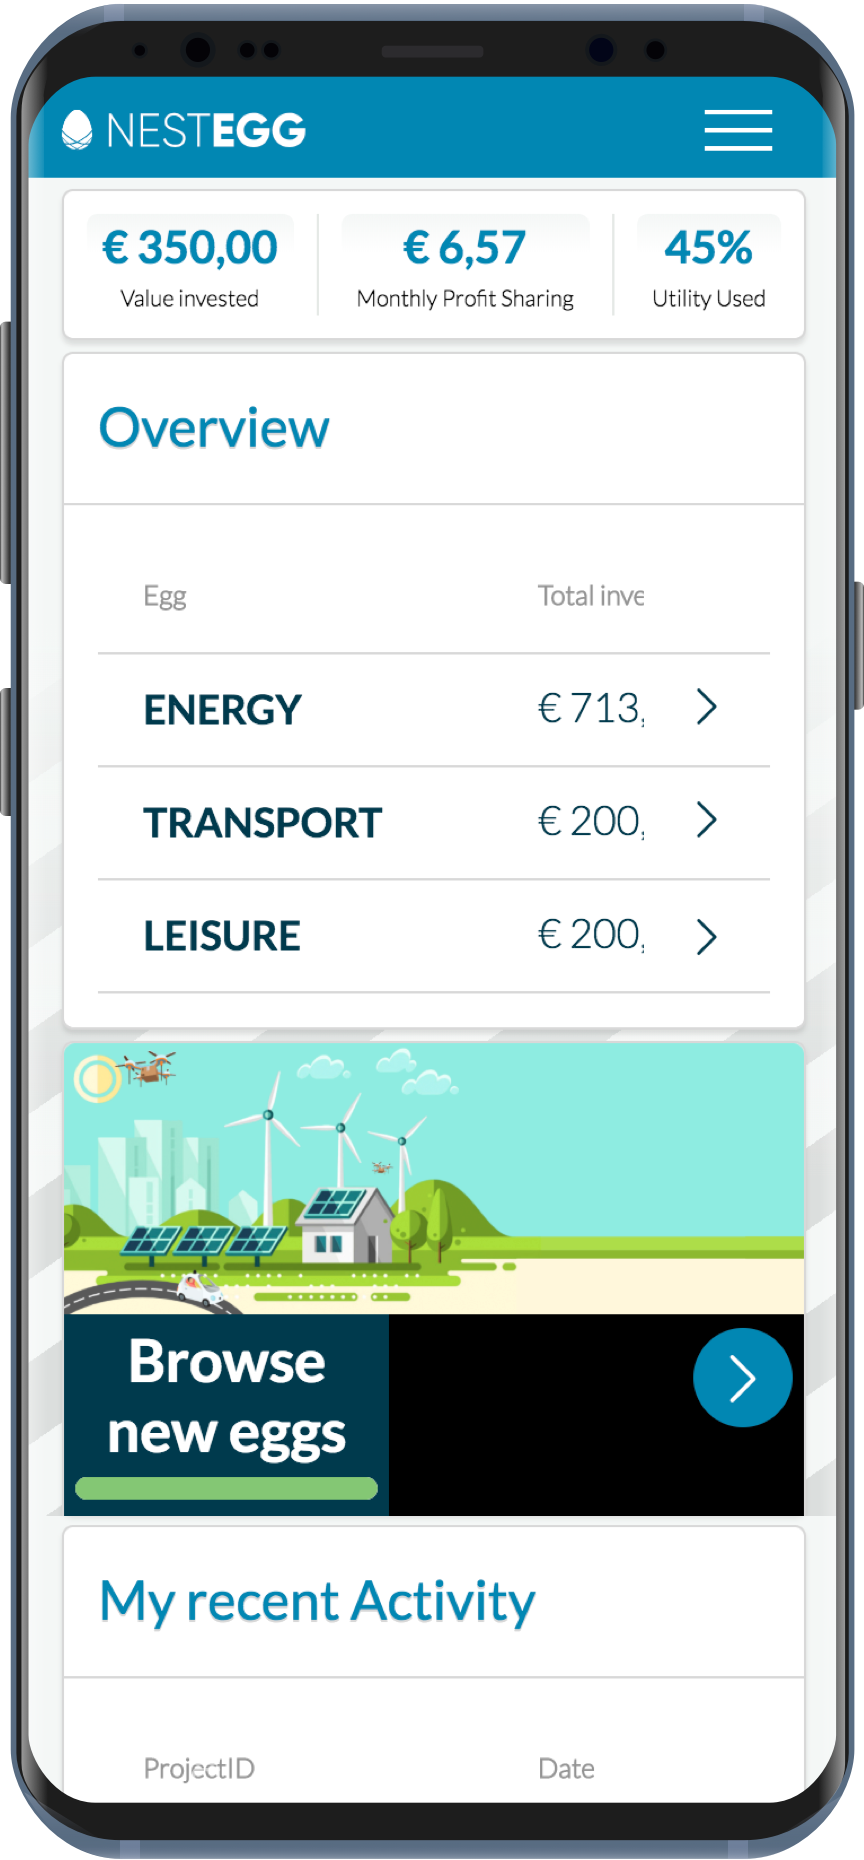 NESTEGG
€ 350,00 € 6,57 45%
Value invested Monthly Profit Sharing Utility Used
Overview
Egg Total inve
ENERGY € 713,
TRANSPORT € 200,
LEISURE € 200,
Browse
new eggs
My recent Activity
ProjectID Date